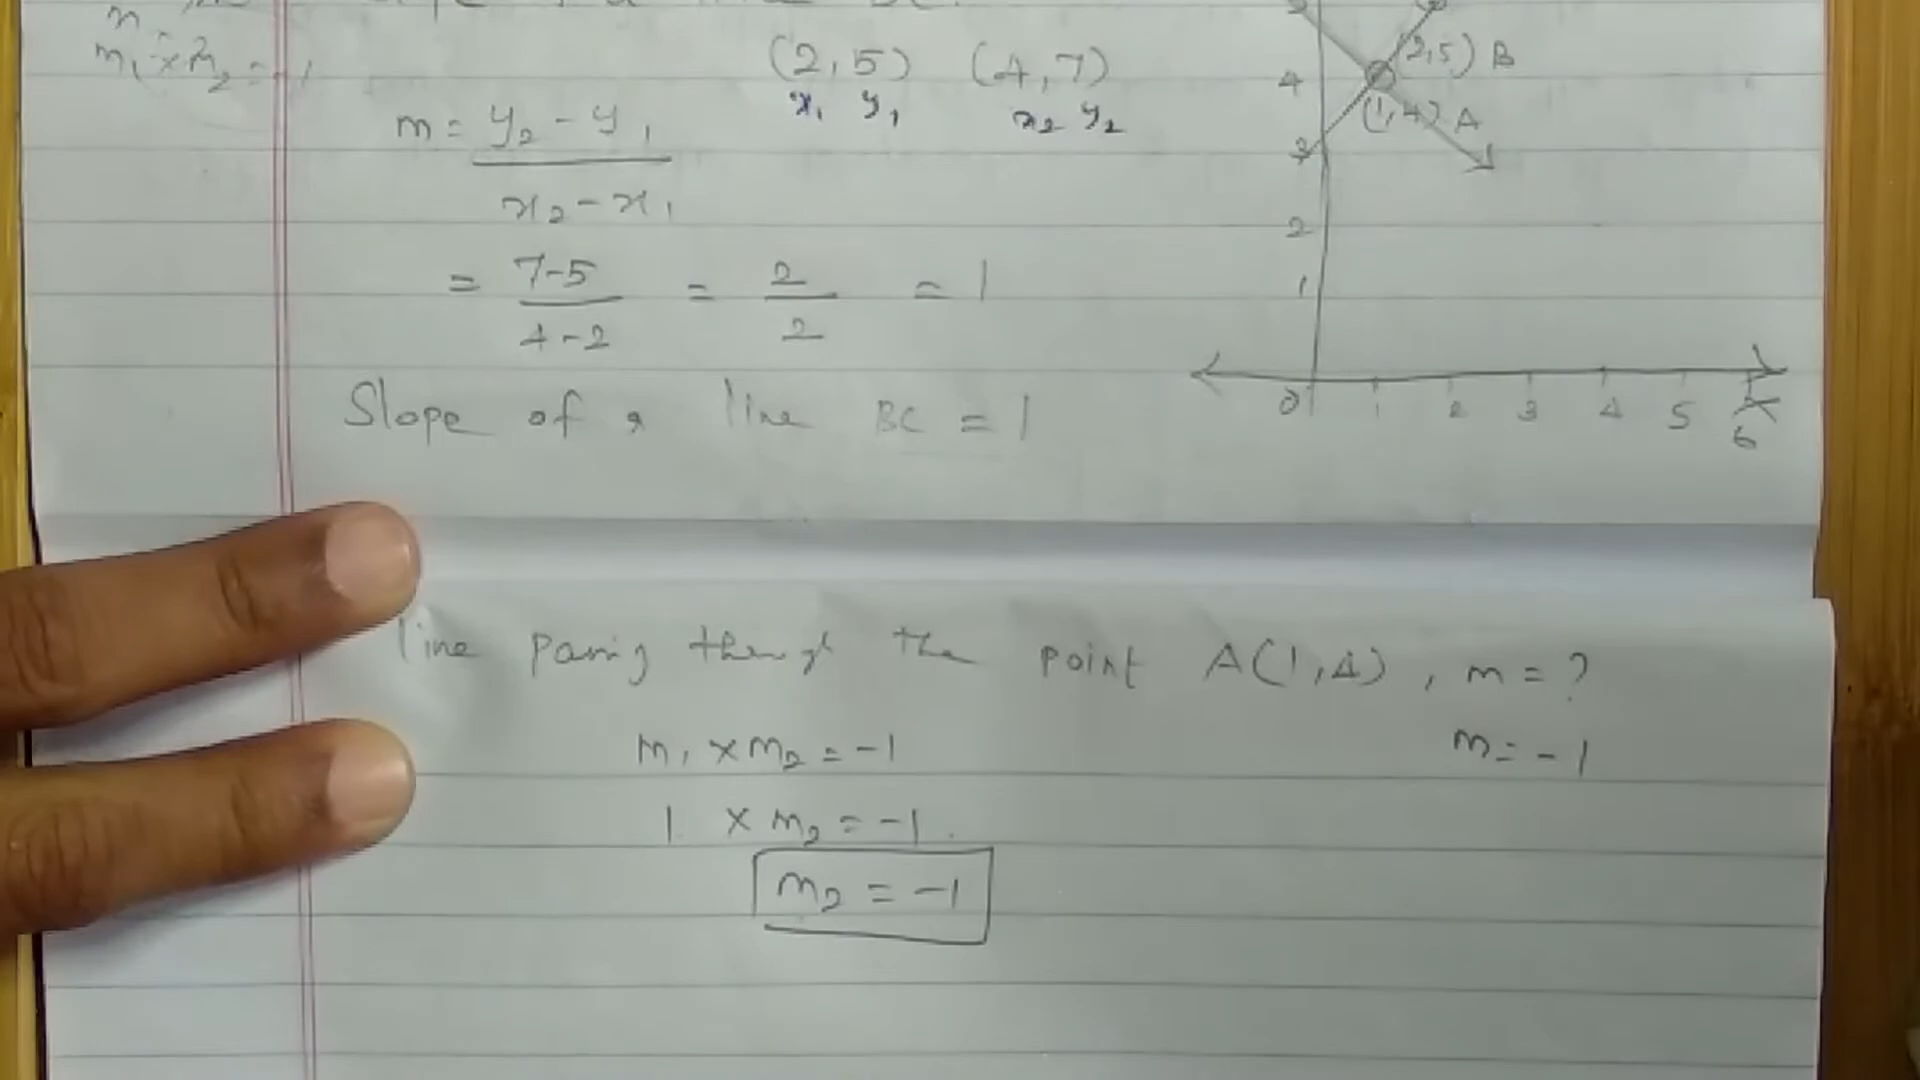 m₁ × m₂ = -1
(2,5) (4,7)
x₁ y₁ x₂ y₂
m = y₂ - y₁
x₂ - x₁
= 7-5 = 2 = 1
4-2 2
Slope of a line BC = 1
(2,5) B
4
(1,4) A
3
2
1
0 1 2 3 4 5 X
6
line passing through the point A(1,4), m = ?
m₁ × m₂ = -1 m = -1
1 × m₂ = -1
m₂ = -1